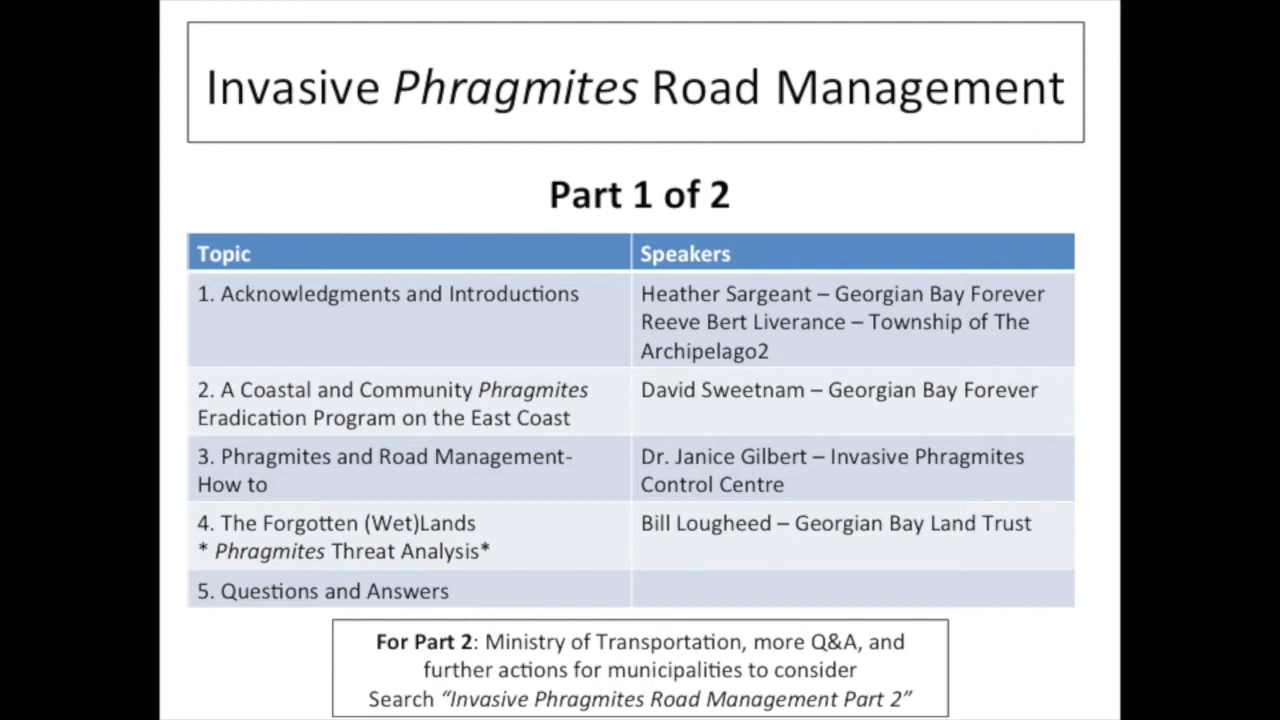 Invasive Phragmites Road Management
Part 1 of 2
Topic
Speakers
1. Acknowledgments and Introductions
Heather Sargeant – Georgian Bay Forever
Reeve Bert Liverance – Township of The
Archipelago2
2. A Coastal and Community Phragmites
Eradication Program on the East Coast
David Sweetnam – Georgian Bay Forever
3. Phragmites and Road Management-
How to
Dr. Janice Gilbert – Invasive Phragmites
Control Centre
4. The Forgotten (Wet)Lands
* Phragmites Threat Analysis*
Bill Lougheed – Georgian Bay Land Trust
5. Questions and Answers
For Part 2: Ministry of Transportation, more Q&A, and
further actions for municipalities to consider
Search “Invasive Phragmites Road Management Part 2”